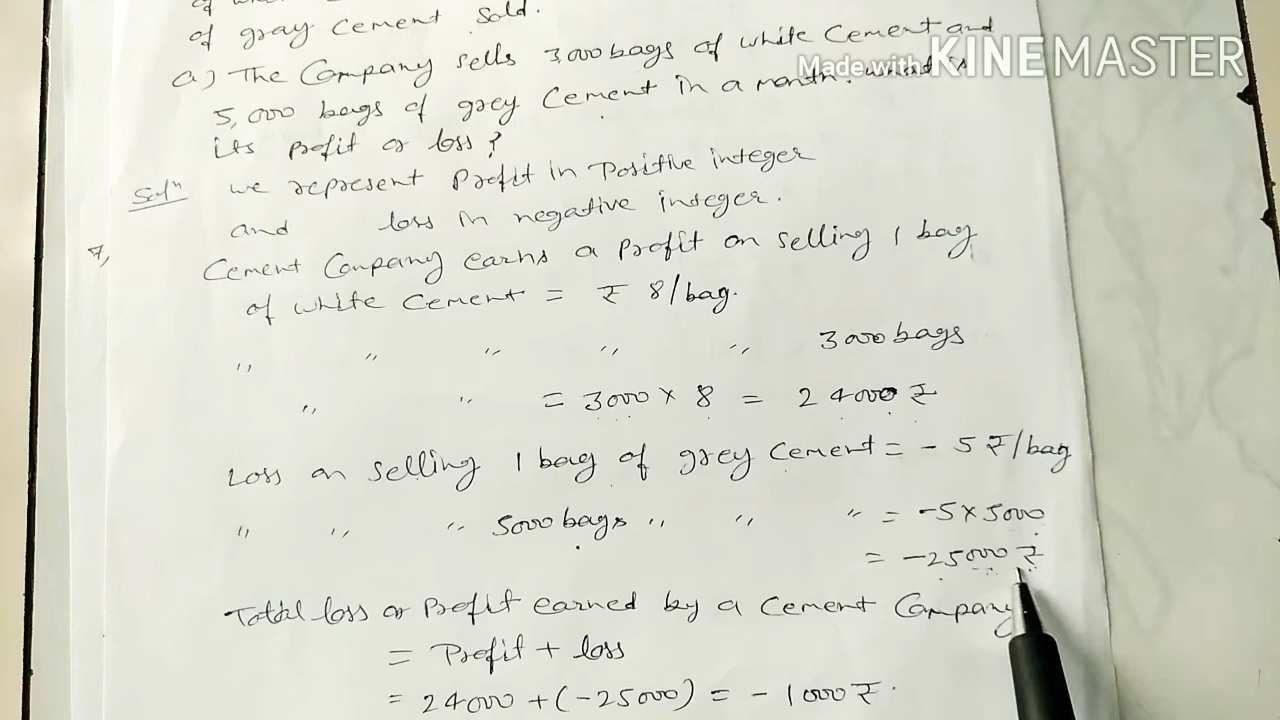 of gray cement sold.
a) The Company sells 3,000 bags of white cement and
5,000 bags of grey cement in a month. what is
its profit or loss?
Solⁿ we represent Profit in Positive integer
and loss in negative integer.
7, Cement Company earns a Profit on selling 1 bag
of white cement = ₹ 8/bag.
,, ,, ,, ,, ,, 3000 bags
,, ,, = 3000 × 8 = 24000 ₹
Loss on selling 1 bag of grey cement = - 5 ₹/bag
,, ,, ,, 5000 bags ,, ,, ,, = -5 × 5000
= -25000 ₹
Total loss or Profit earned by a Cement Company
= Profit + loss
= 24000 + (-25000) = - 1000 ₹.
Made with KINEMASTER